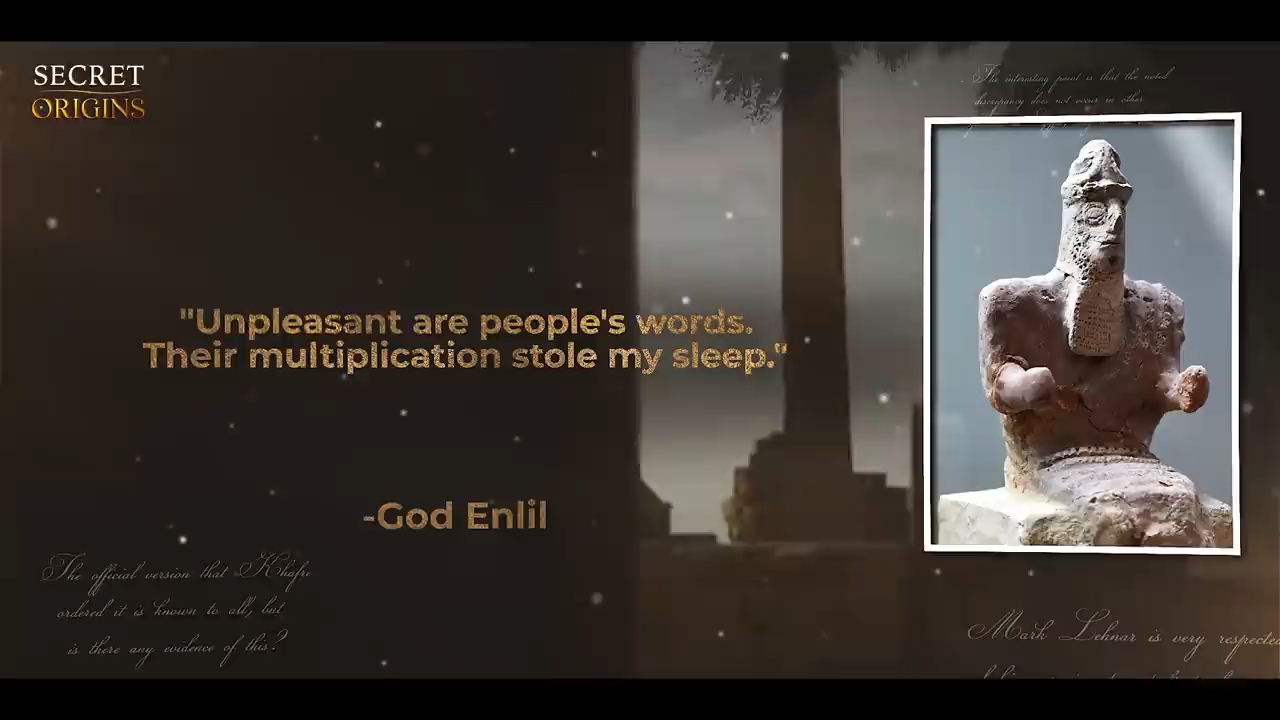 SECRET
ORIGINS
The interesting point is that the noted
discrepancy does not occur in other
"Unpleasant are people's words.
Their multiplication stole my sleep."
-God Enlil
The official version that Khafre
ordered it is known to all, but
is there any evidence of this?
Mark Lehnar is very respected